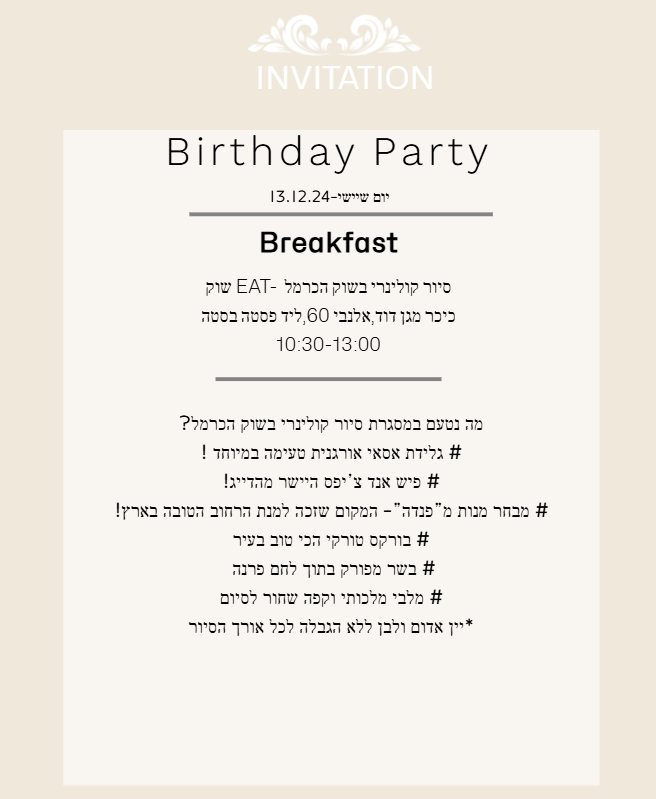 INVITATION
Birthday Party
יום שיישי-13.12.24
Breakfast
סיור קולינרי בשוק הכרמל -EAT שוק
כיכר מגן דוד,אלנבי 60,ליד פסטה בסטה
10:30-13:00
מה נטעם במסגרת סיור קולינרי בשוק הכרמל?
# גלידת אסאי אורגנית טעימה במיוחד !
# פיש אנד צ'יפס היישר מהדייג!
# מבחר מנות מ"פנדה"- המקום שזכה למנת הרחוב הטובה בארץ!
# בורקס טורקי הכי טוב בעיר
# בשר מפורק בתוך לחם פרנה
# מלבי מלכותי וקפה שחור לסיום
*יין אדום ולבן ללא הגבלה לכל אורך הסיור